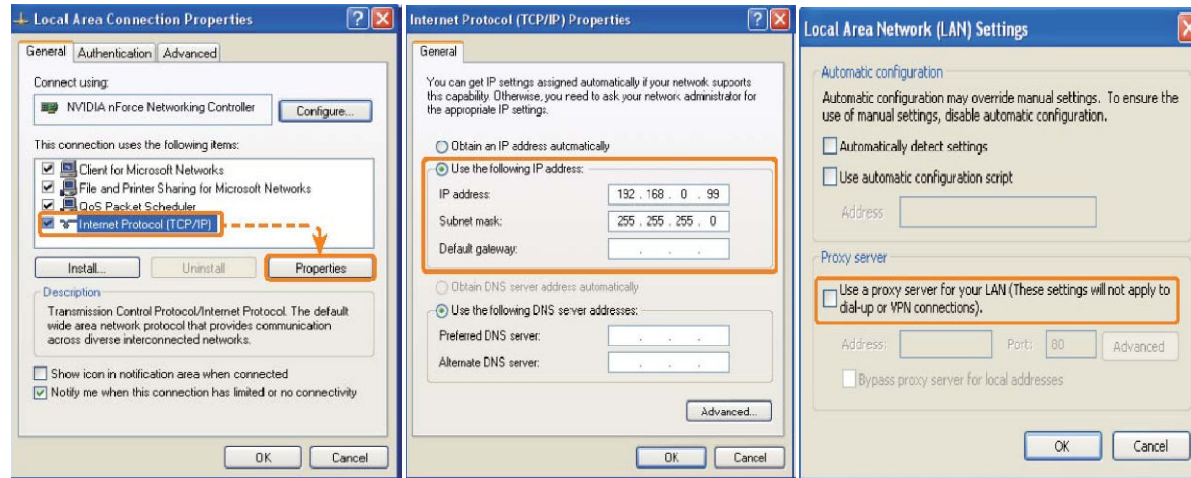 Local Area Connection Properties
General Authentication Advanced
Connect using:
NVIDIA nForce Networking Controller
Configure...
This connection uses the following items:
Client for Microsoft Networks
File and Printer Sharing for Microsoft Networks
QoS Packet Scheduler
Internet Protocol (TCP/IP)
Install... Uninstall Properties
Description
Transmission Control Protocol/Internet Protocol. The default
wide area network protocol that provides communication
across diverse interconnected networks.
Show icon in notification area when connected
Notify me when this connection has limited or no connectivity
OK Cancel
Internet Protocol (TCP/IP) Properties
General
You can get IP settings assigned automatically if your network supports
this capability. Otherwise, you need to ask your network administrator for
the appropriate IP settings.
Obtain an IP address automatically
Use the following IP address:
IP address: 192 . 168 . 0 . 99
Subnet mask: 255 . 255 . 255 . 0
Default gateway: . . .
Obtain DNS server address automatically
Use the following DNS server addresses:
Preferred DNS server: . . .
Alternate DNS server: . . .
Advanced...
OK Cancel
Local Area Network (LAN) Settings
Automatic configuration
Automatic configuration may override manual settings. To ensure the
use of manual settings, disable automatic configuration.
Automatically detect settings
Use automatic configuration script
Address
Proxy server
Use a proxy server for your LAN (These settings will not apply to
dial-up or VPN connections).
Address: Port: 80 Advanced
Bypass proxy server for local addresses
OK Cancel